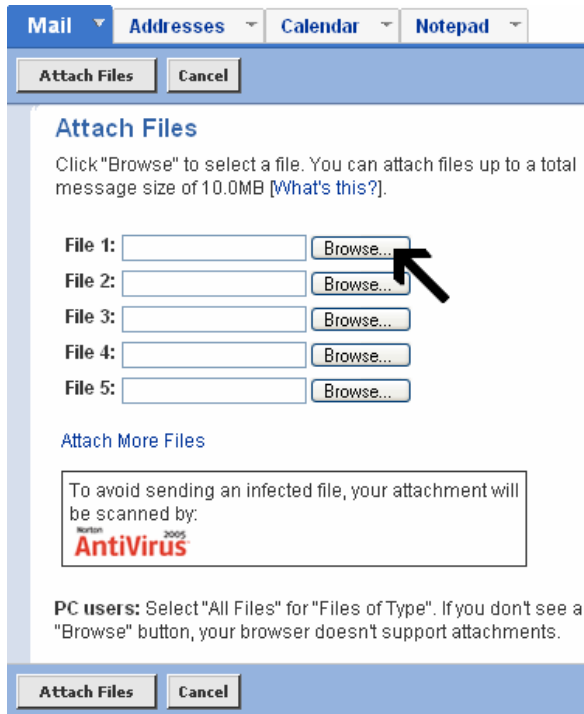 Mail Addresses Calendar Notepad
Attach Files Cancel
Attach Files
Click "Browse" to select a file. You can attach files up to a total
message size of 10.0MB [What's this?].
File 1: Browse...
File 2: Browse...
File 3: Browse...
File 4: Browse...
File 5: Browse...
Attach More Files
To avoid sending an infected file, your attachment will
be scanned by:
Norton
AntiVirus 2005
PC users: Select "All Files" for "Files of Type". If you don't see a
"Browse" button, your browser doesn't support attachments.
Attach Files Cancel